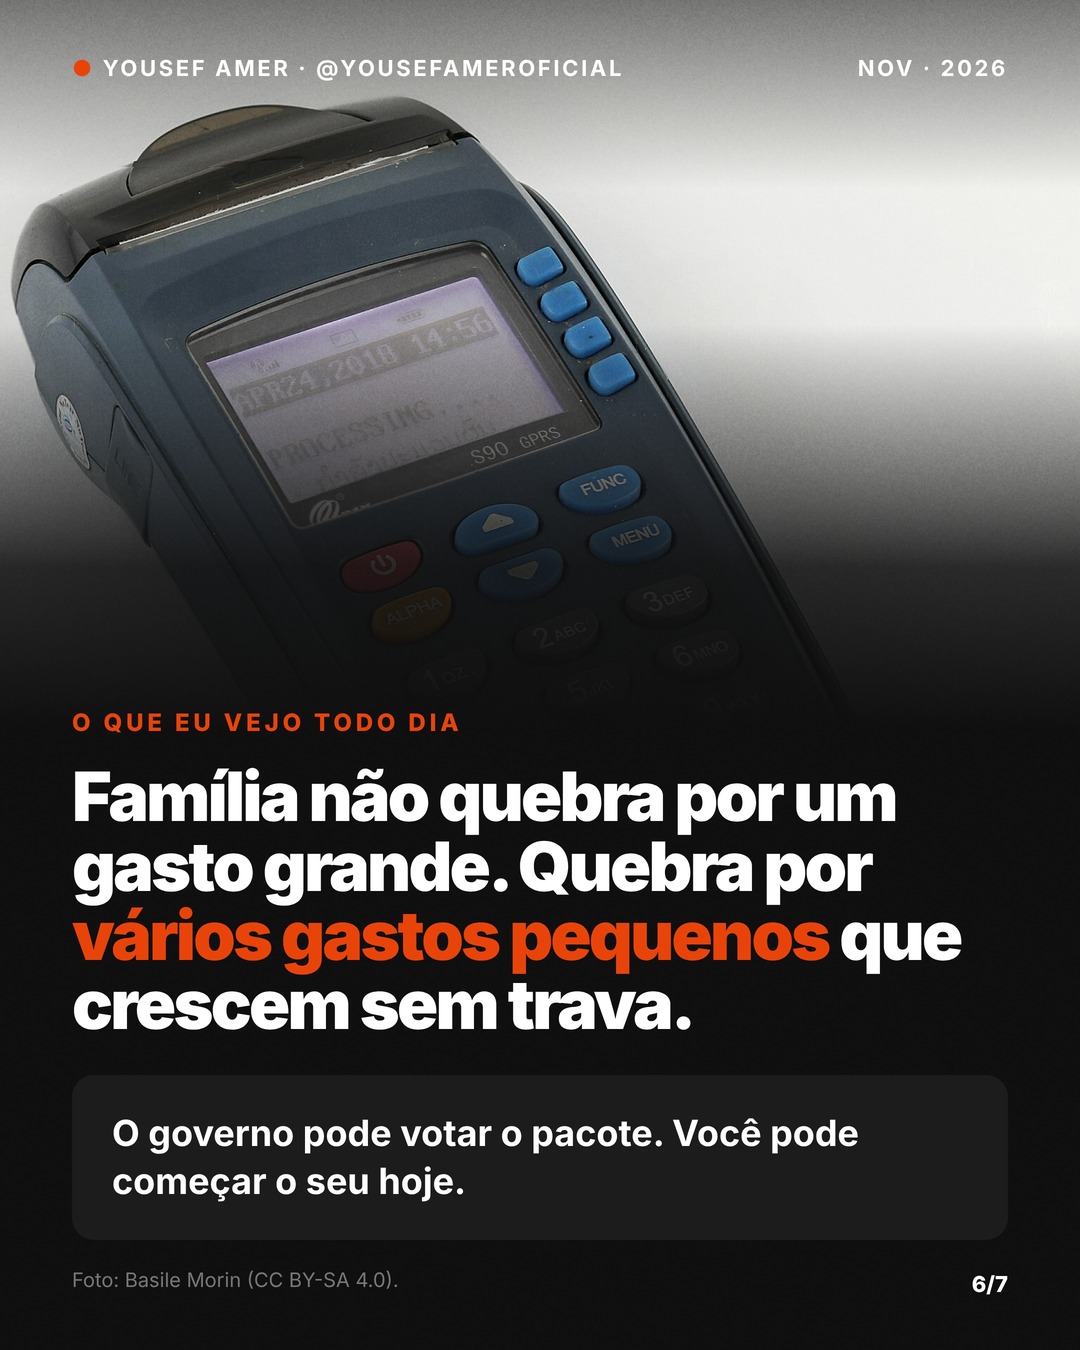 YOUSEF AMER · @YOUSEFAMEROFICIAL
NOV · 2026
APR24,2018 14:56
PROCESSING....
S90 GPRS
FUNC
MENU
ALPHA
3DEF
2ABC
6MNO
1QZ.
5JKL
O QUE EU VEJO TODO DIA
Família não quebra por um
gasto grande. Quebra por
vários gastos pequenos que
crescem sem trava.
O governo pode votar o pacote. Você pode
começar o seu hoje.
Foto: Basile Morin (CC BY-SA 4.0).
6/7